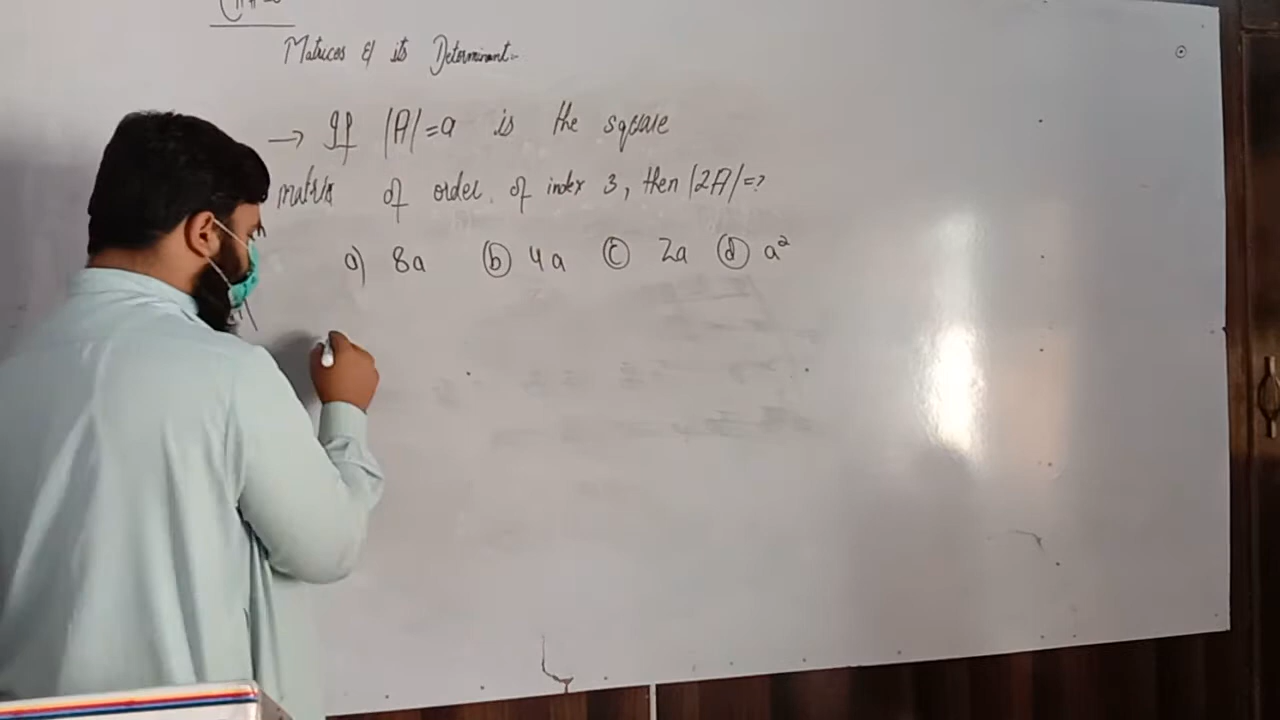 Matrices & its Determinant.
→ If |A|=a is the square
matrix of order. of index 3, then |2A|=?
a) 8a (b) 4a (c) 2a (d) a²